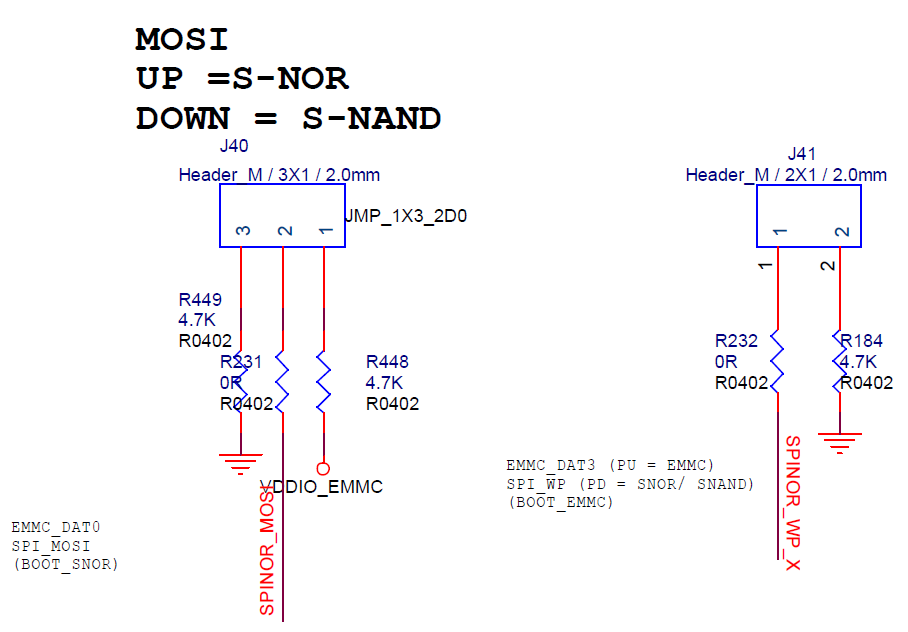 MOSI
UP =S-NOR
DOWN = S-NAND
J40
Header_M / 3X1 / 2.0mm
JMP_1X3_2D0
3
2
1
R449
4.7K
R0402
R231
0R
R0402
R448
4.7K
R0402
VDDIO_EMMC
SPINOR_MOSI
EMMC_DAT0
SPI_MOSI
(BOOT_SNOR)
J41
Header_M / 2X1 / 2.0mm
1
2
1
2
R232
0R
R0402
R184
4.7K
R0402
EMMC_DAT3 (PU = EMMC)
SPI_WP (PD = SNOR/ SNAND)
(BOOT_EMMC)
SPINOR_WP_X